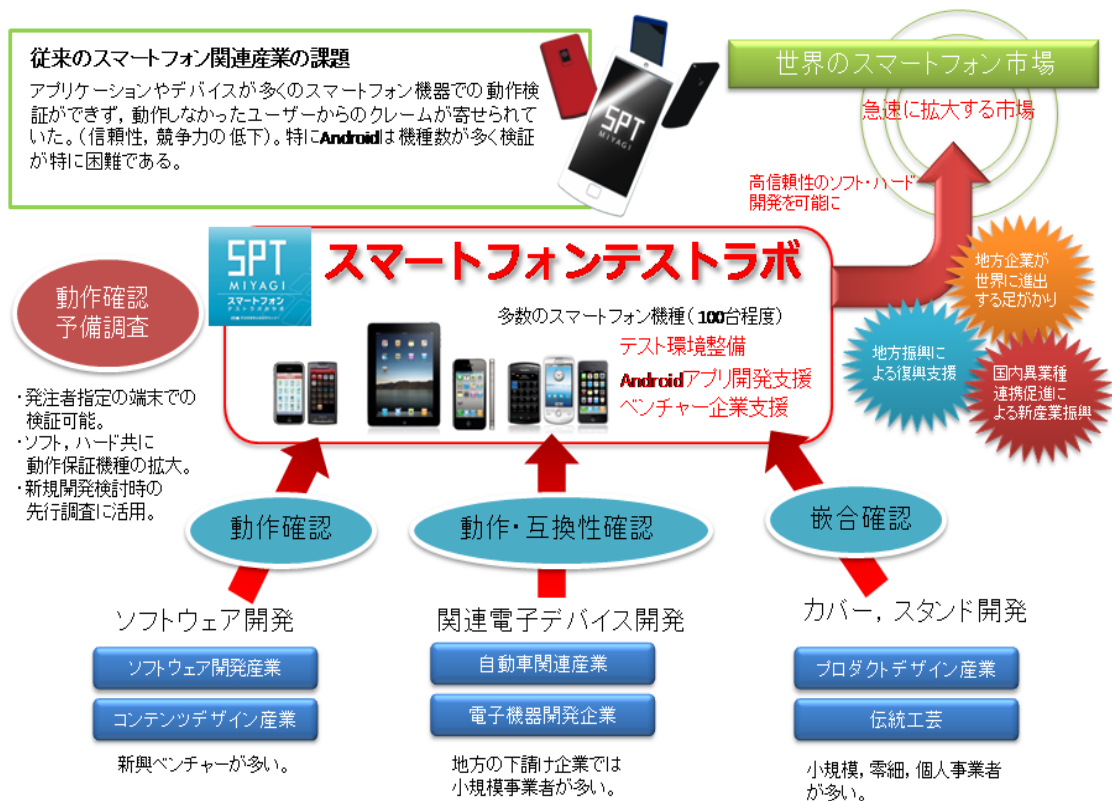 従来のスマートフォン関連産業の課題
アプリケーションやデバイスが多くのスマートフォン機器での動作検
証ができず，動作しなかったユーザーからのクレームが寄せられて
いた。（信頼性，競争力の低下）。特にAndroidは機種数が多く検証
が特に困難である。
SPT
MIYAGI
世界のスマートフォン市場
急速に拡大する市場
高信頼性のソフト・ハード
開発を可能に
地方企業が
世界に進出
する足がかり
地方振興に
よる復興支援
国内異業種
連携促進に
よる新産業振興
SPT
MIYAGI
スマートフォン
テストラボみやぎ
スマートフォンテストラボ
多数のスマートフォン機種（100台程度）
テスト環境整備
Androidアプリ開発支援
ベンチャー企業支援
動作確認
予備調査
・発注者指定の端末での
検証可能。
・ソフト，ハード共に
動作保証機種の拡大。
・新規開発検討時の
先行調査に活用。
動作確認
動作・互換性確認
嵌合確認
ソフトウェア開発
ソフトウェア開発産業
コンテンツデザイン産業
新興ベンチャーが多い。
関連電子デバイス開発
自動車関連産業
電子機器開発企業
地方の下請け企業では
小規模事業者が多い。
カバー，スタンド開発
プロダクトデザイン産業
伝統工芸
小規模，零細，個人事業者
が多い。